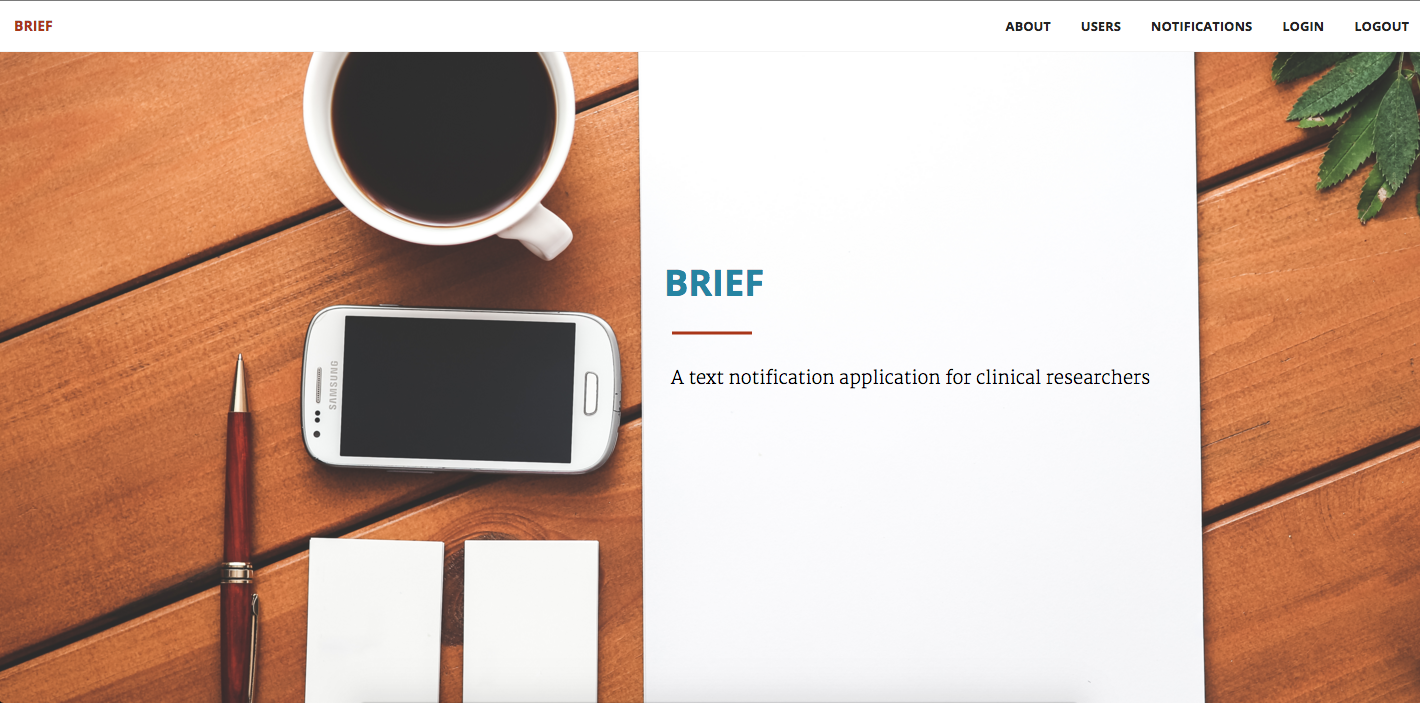 BRIEF
ABOUT USERS NOTIFICATIONS LOGIN LOGOUT
SAMSUNG
BRIEF
A text notification application for clinical researchers